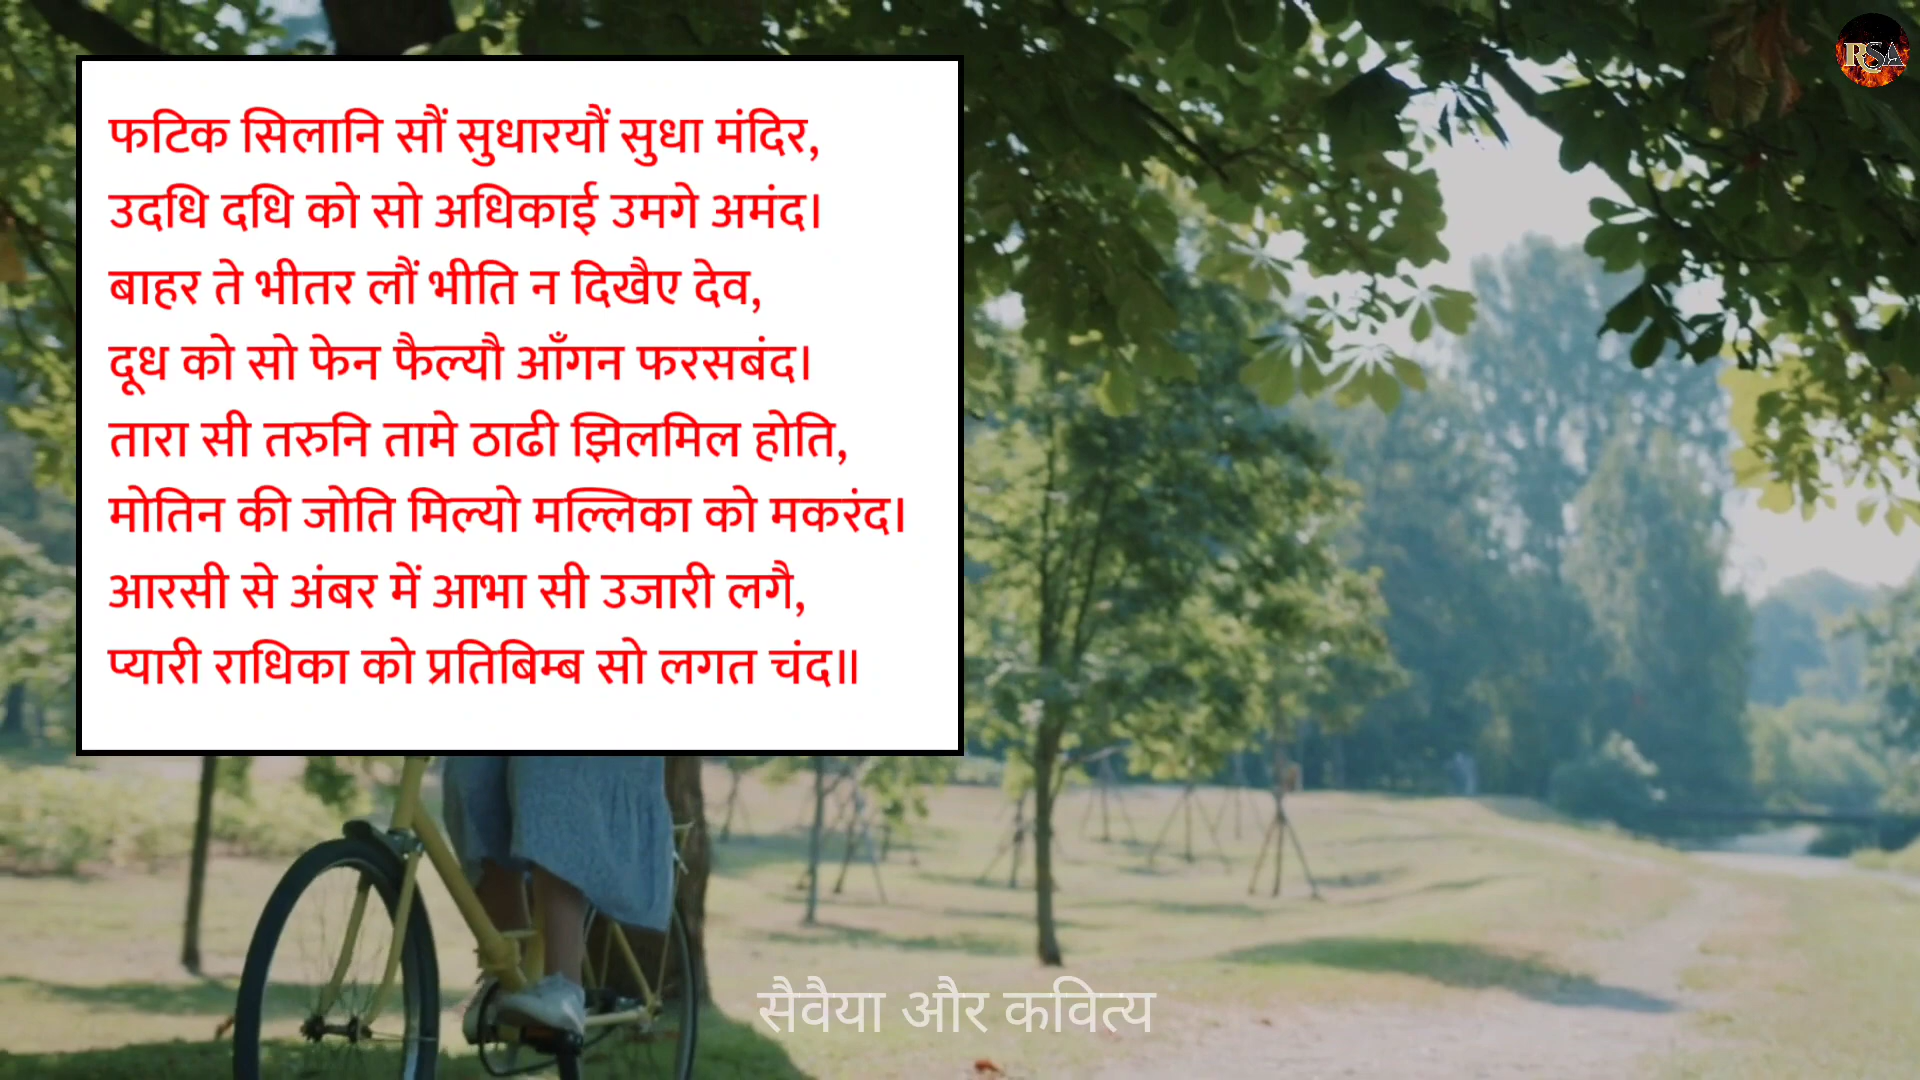 फटिक सिलानि सौं सुधारयौं सुधा मंदिर,
उदधि दधि को सो अधिकाई उमगे अमंद।
बाहर ते भीतर लौं भीति न दिखैए देव,
दूध को सो फेन फैल्यौ आँगन फरसबंद।
तारा सी तरुनि तामे ठाढी झिलमिल होति,
मोतिन की जोति मिल्यो मल्लिका को मकरंद।
आरसी से अंबर में आभा सी उजारी लगै,
प्यारी राधिका को प्रतिबिम्ब सो लगत चंद॥
सैवैया और कवित्य
RSA